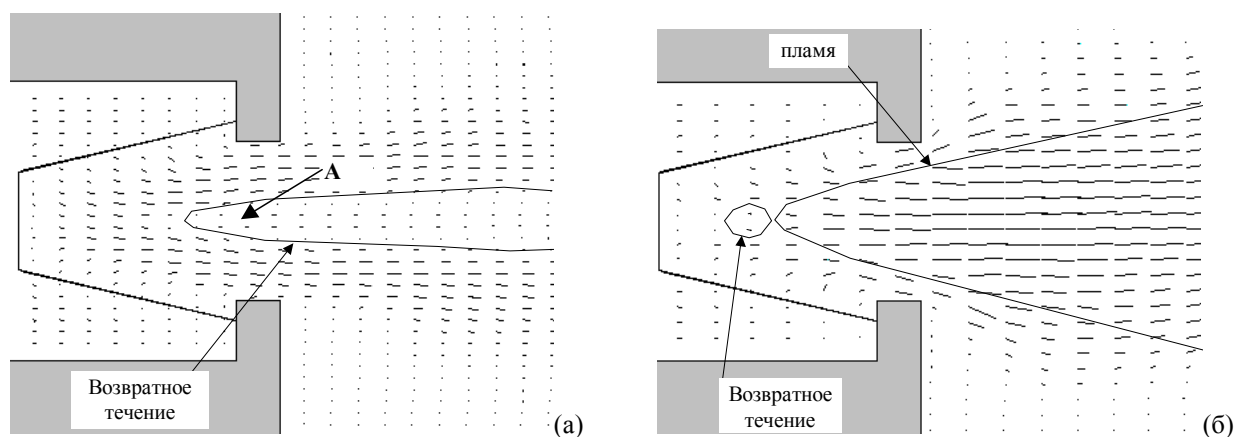 А
Возвратное
течение
(а)
пламя
Возвратное
течение
(б)